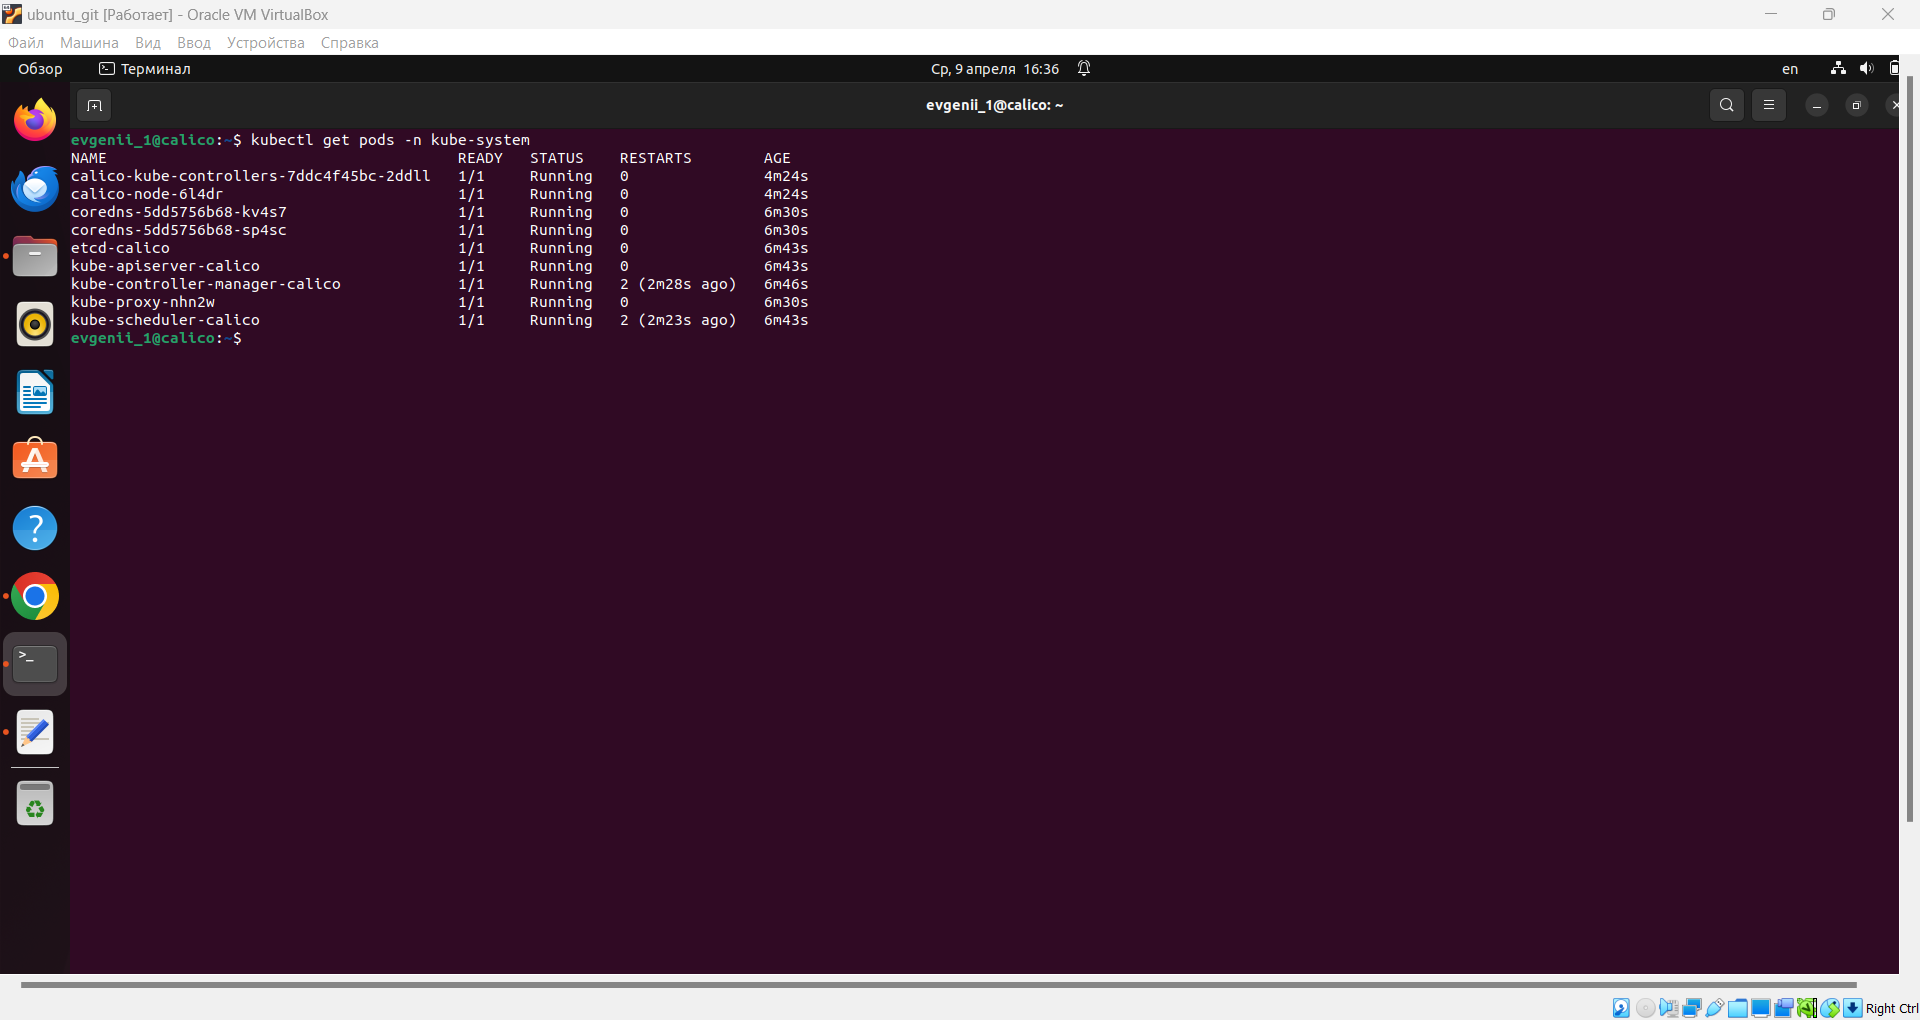 ubuntu_git [Работает] - Oracle VM VirtualBox
Файл Машина Вид Ввод Устройства Справка
Обзор Терминал Ср, 9 апреля 16:36 en
evgenii_1@calico: ~
evgenii_1@calico:~$ kubectl get pods -n kube-system
NAME READY STATUS RESTARTS AGE
calico-kube-controllers-7ddc4f45bc-2ddll 1/1 Running 0 4m24s
calico-node-6l4dr 1/1 Running 0 4m24s
coredns-5dd5756b68-kv4s7 1/1 Running 0 6m30s
coredns-5dd5756b68-sp4sc 1/1 Running 0 6m30s
etcd-calico 1/1 Running 0 6m43s
kube-apiserver-calico 1/1 Running 0 6m43s
kube-controller-manager-calico 1/1 Running 2 (2m28s ago) 6m46s
kube-proxy-nhn2w 1/1 Running 0 6m30s
kube-scheduler-calico 1/1 Running 2 (2m23s ago) 6m43s
evgenii_1@calico:~$
Right Ctrl